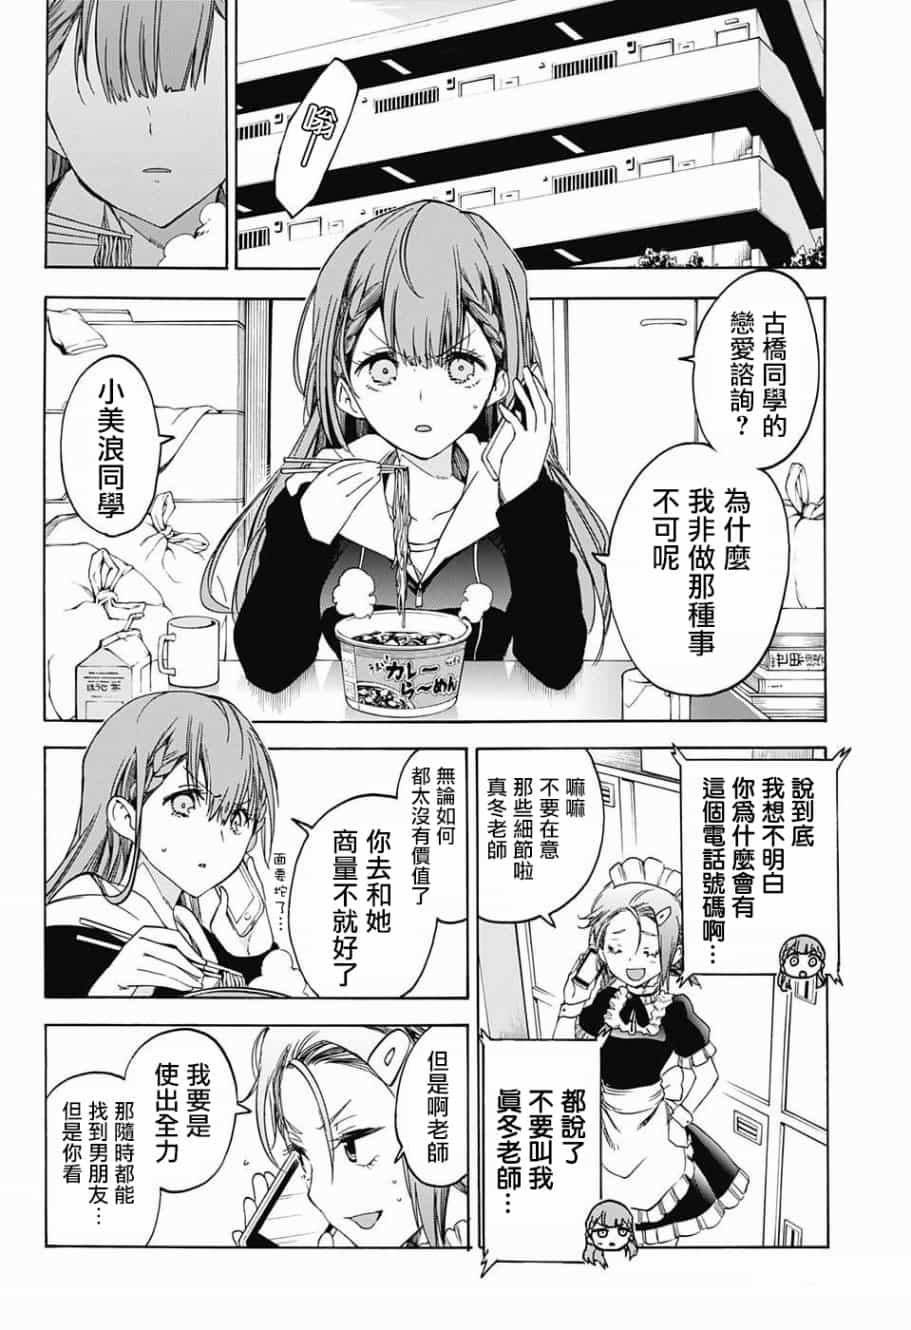 嗡
古橋同學的
戀愛諮詢?
為什麼
我非做那種事
不可呢
小美浪同學
カレー
らーめん
說到底
我想不明白
你爲什麼會有
這個電話號碼啊…
嘛嘛
不要在意
那些細節啦
真冬老師
都說了
不要叫我
眞冬老師…
無論如何
都太沒有價值了
你去和她
商量不就好了
面要坨了…
但是啊老師
我要是
使出全力
那隨時都能
找到男朋友…
但是你看